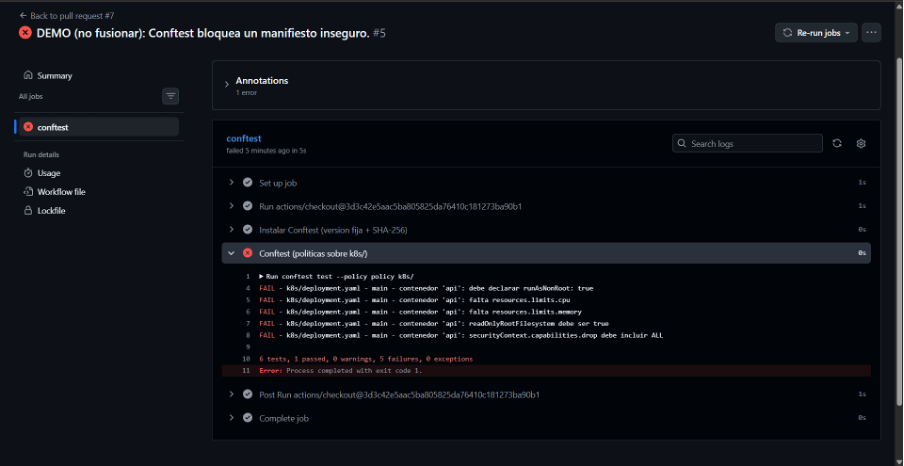 ← Back to pull request #7
DEMO (no fusionar): Conftest bloquea un manifiesto inseguro. #5
Re-run jobs
Summary
All jobs
conftest
Run details
Usage
Workflow file
Lockfile
Annotations
1 error
conftest
failed 5 minutes ago in 5s
Search logs
Set up job 1s
Run actions/checkout@3d3c42e5aac5ba805825da76410c181273ba90b1 1s
Instalar Conftest (version fija + SHA-256) 0s
Conftest (politicas sobre k8s/) 0s
1 Run conftest test --policy policy k8s/
4 FAIL - k8s/deployment.yaml - main - contenedor 'api': debe declarar runAsNonRoot: true
5 FAIL - k8s/deployment.yaml - main - contenedor 'api': falta resources.limits.cpu
6 FAIL - k8s/deployment.yaml - main - contenedor 'api': falta resources.limits.memory
7 FAIL - k8s/deployment.yaml - main - contenedor 'api': readOnlyRootFilesystem debe ser true
8 FAIL - k8s/deployment.yaml - main - contenedor 'api': securityContext.capabilities.drop debe incluir ALL
9
10 6 tests, 1 passed, 0 warnings, 5 failures, 0 exceptions
11 Error: Process completed with exit code 1.
Post Run actions/checkout@3d3c42e5aac5ba805825da76410c181273ba90b1 1s
Complete job 0s